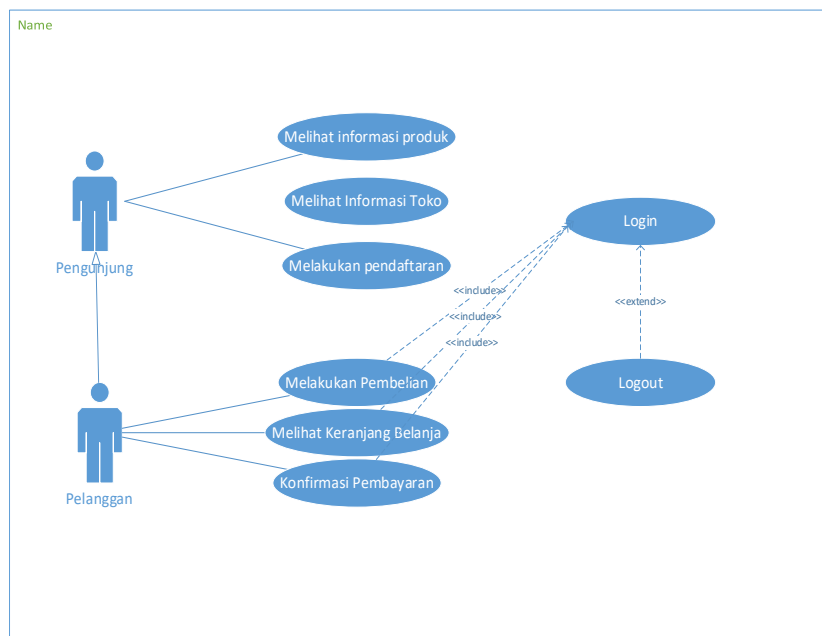 Name
Melihat informasi produk
Melihat Informasi Toko
Login
Pengunjung
Melakukan pendaftaran
<<include>>
<<extend>>
<<include>>
<<include>>
Melakukan Pembelian
Logout
Melihat Keranjang Belanja
Konfirmasi Pembayaran
Pelanggan